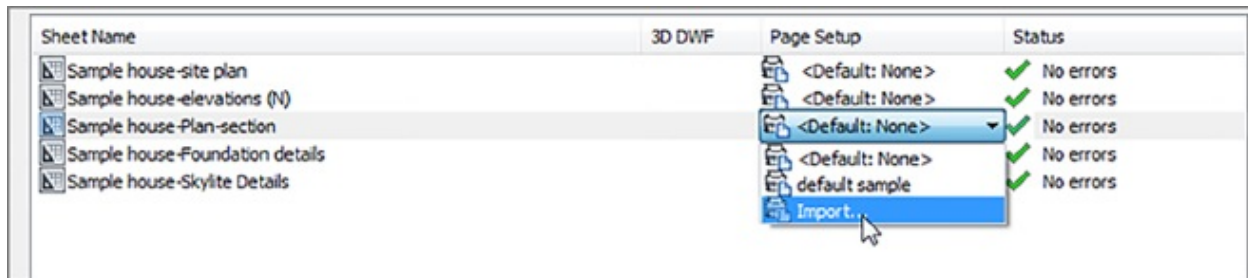 Sheet Name 3D DWF Page Setup Status
Sample house-site plan <Default: None> No errors
Sample house-elevations (N) <Default: None> No errors
Sample house-Plan-section <Default: None> No errors
Sample house-Foundation details <Default: None> No errors
Sample house-Skylite Details default sample No errors
Import...